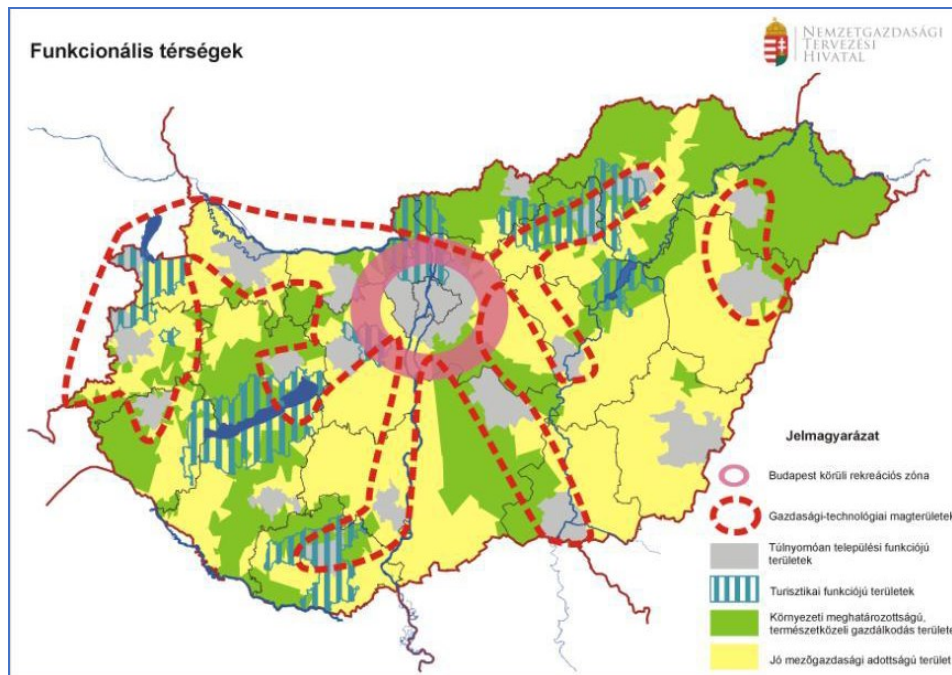 Funkcionális térségek
NEMZETGAZDASÁGI
TERVEZÉSI
HIVATAL
Jelmagyarázat
Budapest körüli rekreációs zóna
Gazdasági-technológiai magterületek
Túlnyomóan települési funkciójú
területek
Turisztikai funkciójú területek
Környezeti meghatározottságú,
természetközeli gazdálkodás területe
Jó mezõgazdasági adottságú terület